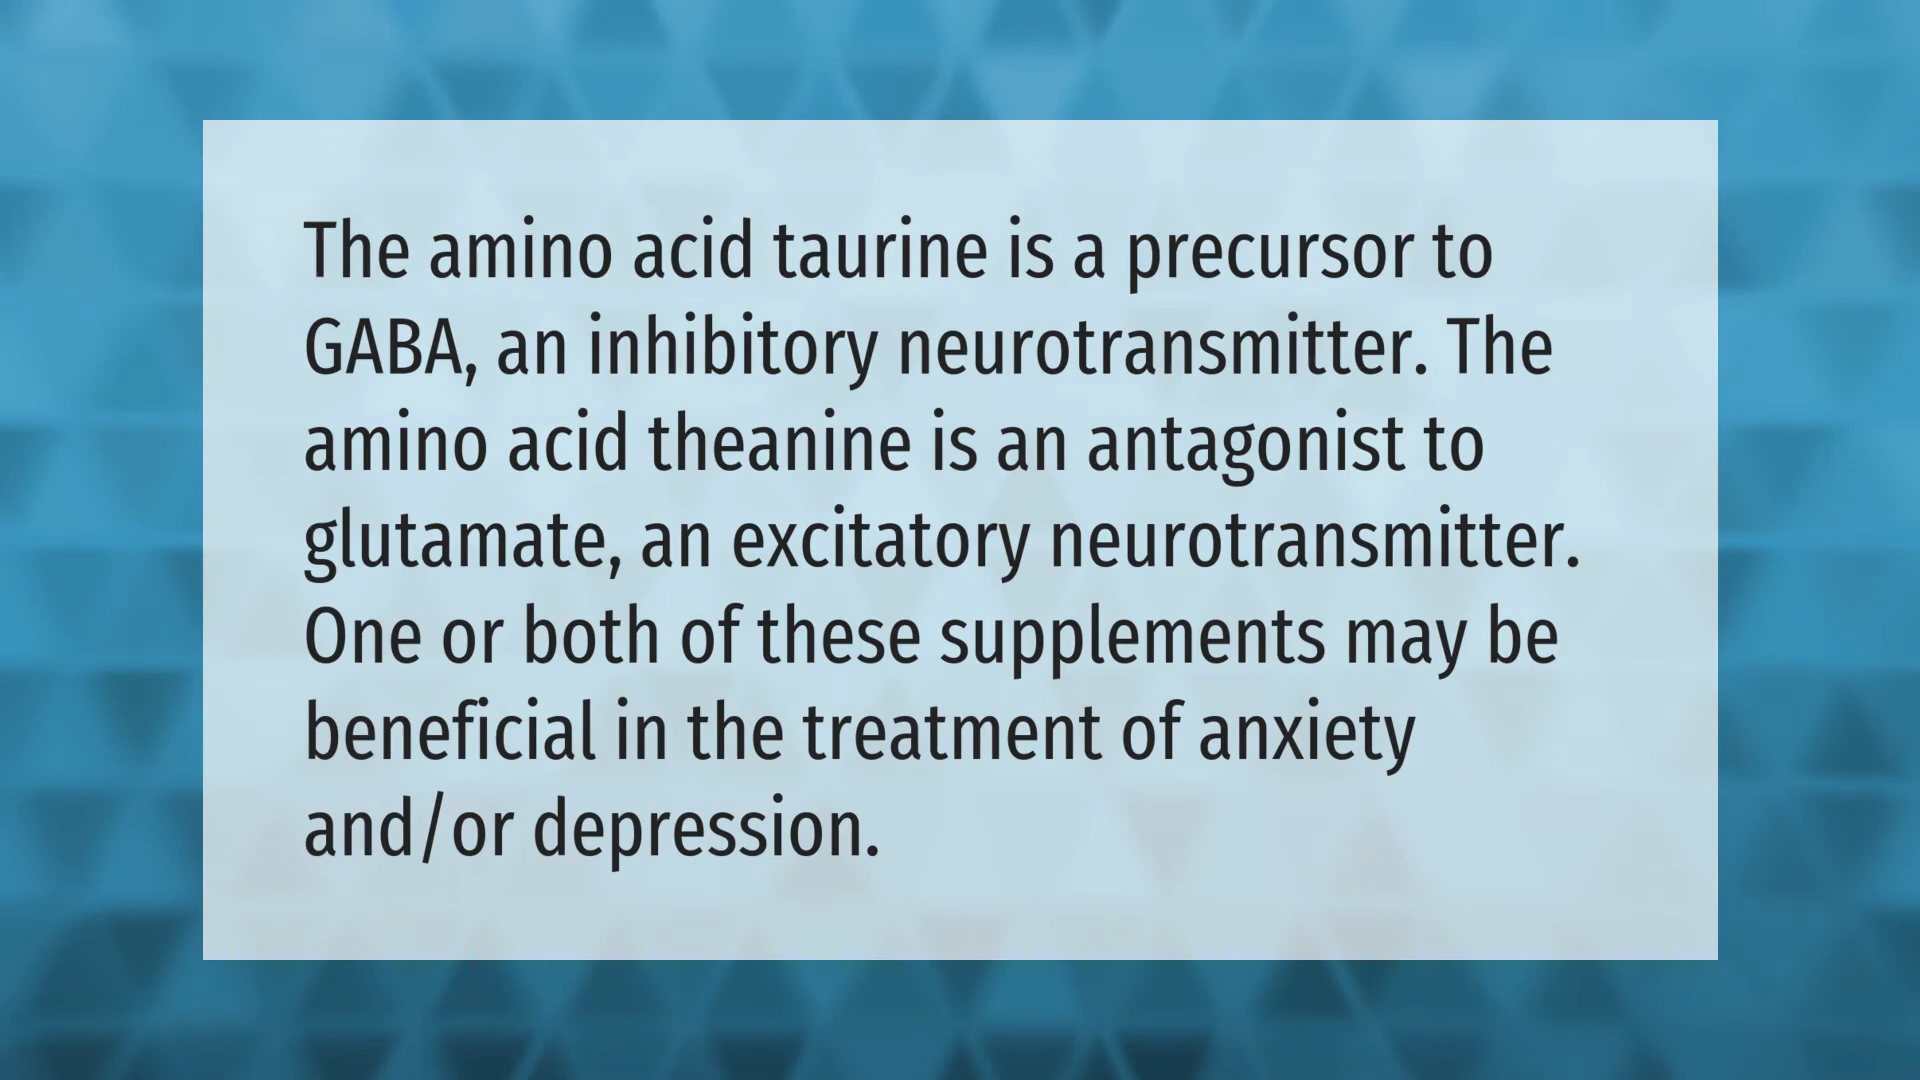 The amino acid taurine is a precursor to
GABA, an inhibitory neurotransmitter. The
amino acid theanine is an antagonist to
glutamate, an excitatory neurotransmitter.
One or both of these supplements may be
beneficial in the treatment of anxiety
and/or depression.